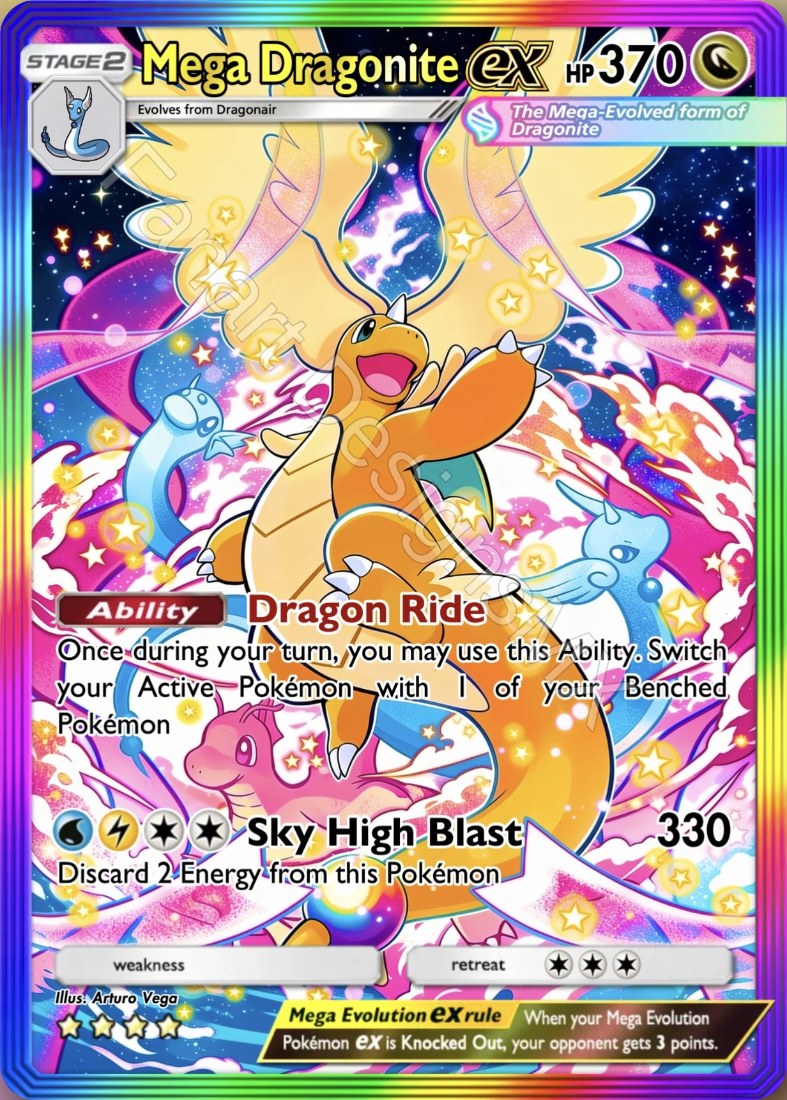 STAGE2
Mega Dragonite ex HP 370
Evolves from Dragonair
The Mega-Evolved form of
Dragonite
Fanart DesignsMX
Ability Dragon Ride
Once during your turn, you may use this Ability. Switch
your Active Pokémon with 1 of your Benched
Pokémon
Sky High Blast 330
Discard 2 Energy from this Pokémon
weakness
retreat
Illus. Arturo Vega
Mega Evolution ex rule When your Mega Evolution
Pokémon ex is Knocked Out, your opponent gets 3 points.